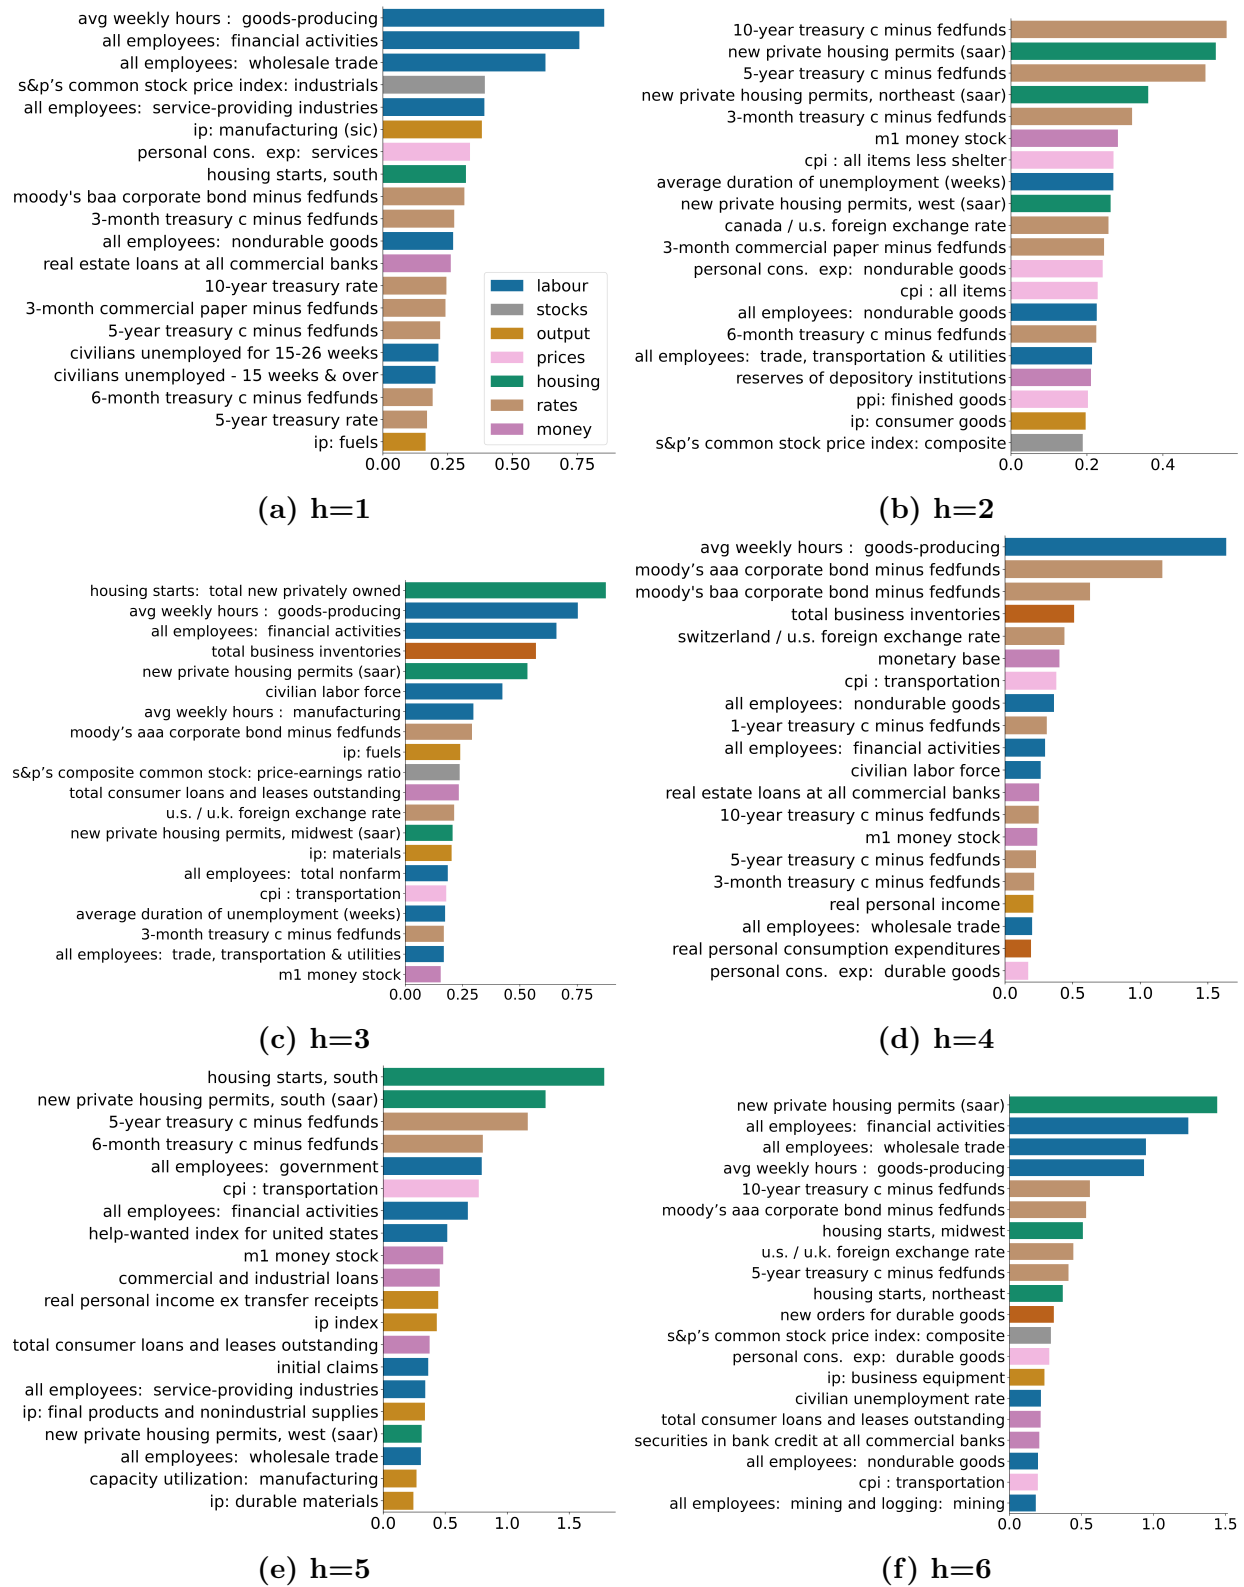 avg weekly hours : goods-producing
all employees: financial activities
all employees: wholesale trade
s&p’s common stock price index: industrials
all employees: service-providing industries
ip: manufacturing (sic)
personal cons. exp: services
housing starts, south
moody's baa corporate bond minus fedfunds
3-month treasury c minus fedfunds
all employees: nondurable goods
real estate loans at all commercial banks
10-year treasury rate
3-month commercial paper minus fedfunds
5-year treasury c minus fedfunds
civilians unemployed for 15-26 weeks
civilians unemployed - 15 weeks & over
6-month treasury c minus fedfunds
5-year treasury rate
ip: fuels
labour
stocks
output
prices
housing
rates
money
0.00 0.25 0.50 0.75
(a) h=1
10-year treasury c minus fedfunds
new private housing permits (saar)
5-year treasury c minus fedfunds
new private housing permits, northeast (saar)
3-month treasury c minus fedfunds
m1 money stock
cpi : all items less shelter
average duration of unemployment (weeks)
new private housing permits, west (saar)
canada / u.s. foreign exchange rate
3-month commercial paper minus fedfunds
personal cons. exp: nondurable goods
cpi : all items
all employees: nondurable goods
6-month treasury c minus fedfunds
all employees: trade, transportation & utilities
reserves of depository institutions
ppi: finished goods
ip: consumer goods
s&p’s common stock price index: composite
0.0 0.2 0.4
(b) h=2
housing starts: total new privately owned
avg weekly hours : goods-producing
all employees: financial activities
total business inventories
new private housing permits (saar)
civilian labor force
avg weekly hours : manufacturing
moody’s aaa corporate bond minus fedfunds
ip: fuels
s&p’s composite common stock: price-earnings ratio
total consumer loans and leases outstanding
u.s. / u.k. foreign exchange rate
new private housing permits, midwest (saar)
ip: materials
all employees: total nonfarm
cpi : transportation
average duration of unemployment (weeks)
3-month treasury c minus fedfunds
all employees: trade, transportation & utilities
m1 money stock
0.00 0.25 0.50 0.75
(c) h=3
avg weekly hours : goods-producing
moody’s aaa corporate bond minus fedfunds
moody's baa corporate bond minus fedfunds
total business inventories
switzerland / u.s. foreign exchange rate
monetary base
cpi : transportation
all employees: nondurable goods
1-year treasury c minus fedfunds
all employees: financial activities
civilian labor force
real estate loans at all commercial banks
10-year treasury c minus fedfunds
m1 money stock
5-year treasury c minus fedfunds
3-month treasury c minus fedfunds
real personal income
all employees: wholesale trade
real personal consumption expenditures
personal cons. exp: durable goods
0.0 0.5 1.0 1.5
(d) h=4
housing starts, south
new private housing permits, south (saar)
5-year treasury c minus fedfunds
6-month treasury c minus fedfunds
all employees: government
cpi : transportation
all employees: financial activities
help-wanted index for united states
m1 money stock
commercial and industrial loans
real personal income ex transfer receipts
ip index
total consumer loans and leases outstanding
initial claims
all employees: service-providing industries
ip: final products and nonindustrial supplies
new private housing permits, west (saar)
all employees: wholesale trade
capacity utilization: manufacturing
ip: durable materials
0.0 0.5 1.0 1.5
(e) h=5
new private housing permits (saar)
all employees: financial activities
all employees: wholesale trade
avg weekly hours : goods-producing
10-year treasury c minus fedfunds
moody’s aaa corporate bond minus fedfunds
housing starts, midwest
u.s. / u.k. foreign exchange rate
5-year treasury c minus fedfunds
housing starts, northeast
new orders for durable goods
s&p’s common stock price index: composite
personal cons. exp: durable goods
ip: business equipment
civilian unemployment rate
total consumer loans and leases outstanding
securities in bank credit at all commercial banks
all employees: nondurable goods
cpi : transportation
all employees: mining and logging: mining
0.0 0.5 1.0 1.5
(f) h=6